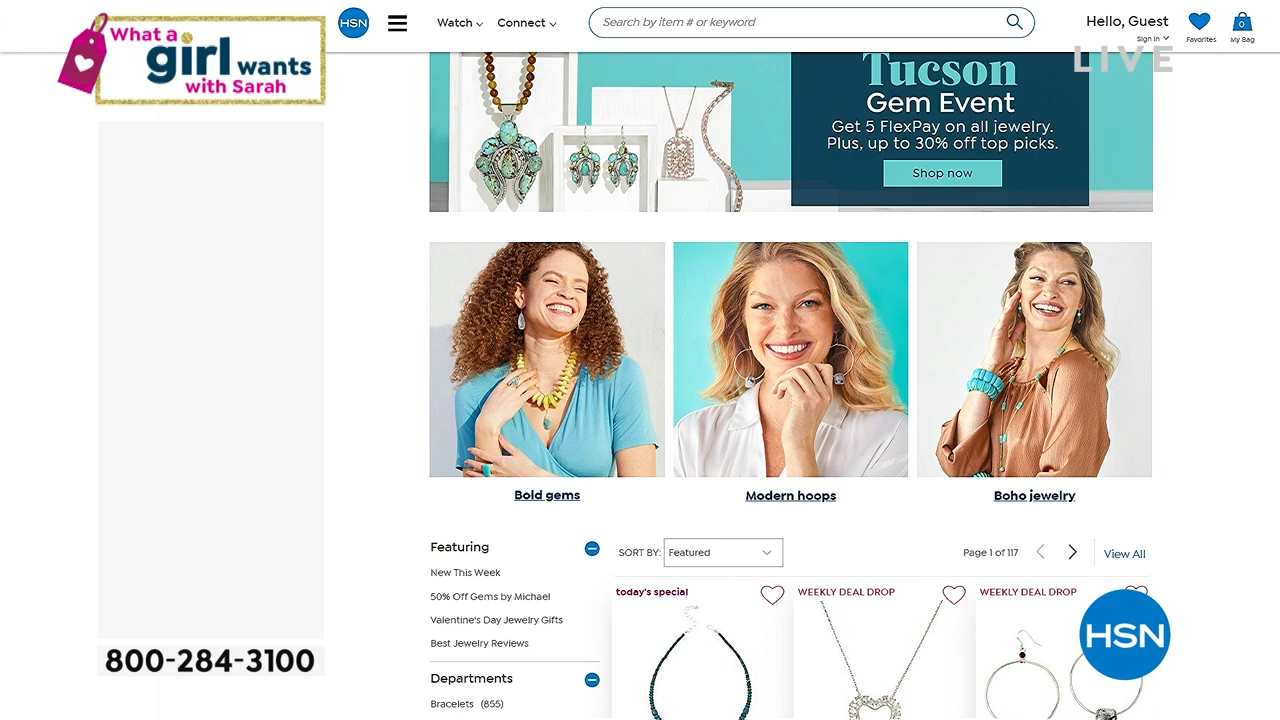 What a
girl wants
with Sarah
HSN
Watch
Connect
Search by item # or keyword
Hello, Guest
Sign In
Favorites
0
My Bag
LIVE
Tucson
Gem Event
Get 5 FlexPay on all jewelry.
Plus, up to 30% off top picks.
Shop now
Bold gems
Modern hoops
Boho jewelry
Featuring
New This Week
50% Off Gems by Michael
Valentine's Day Jewelry Gifts
Best Jewelry Reviews
Departments
Bracelets (855)
SORT BY: Featured
Page 1 of 117
View All
today's special
WEEKLY DEAL DROP
WEEKLY DEAL DROP
HSN
800-284-3100